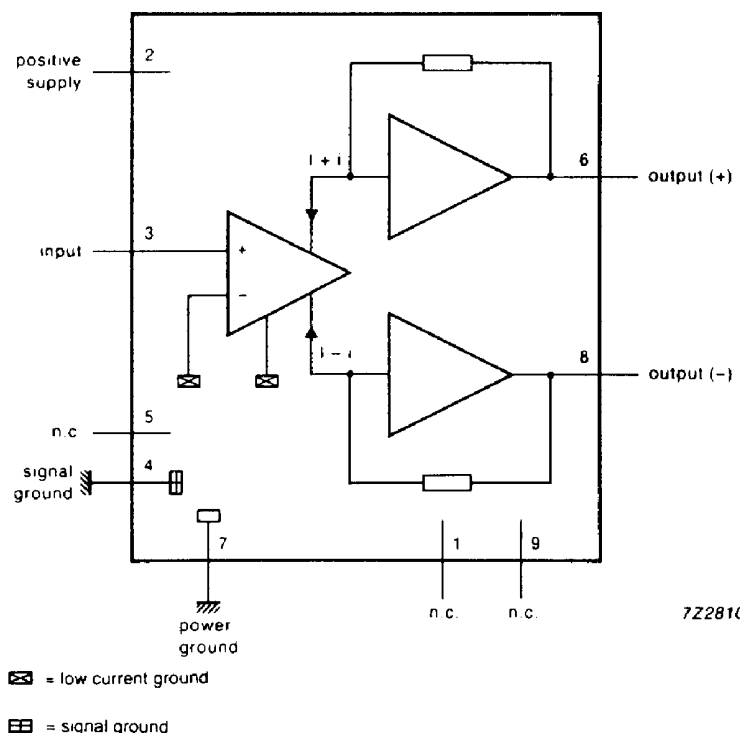 positive
supply
2
input
3
+
−
I + i
I − i
6
output (+)
8
output (−)
5
n.c
4
signal
ground
7
power
ground
1
n.c.
9
n.c.
= low current ground
= signal ground